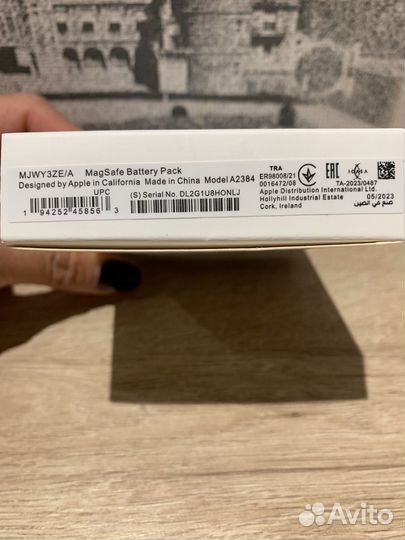 MJWY3ZE/A MagSafe Battery Pack
Designed by Apple in California Made in China Model A2384
UPC
1 94252 45856 3
(S) Serial No. DL2G1U8HONLJ
TRA
ER98008/21
0016472/08
EAC
TA-2023/0487
Apple Distribution International Ltd.
Hollyhill Industrial Estate
Cork, Ireland
05/2023
صنع في الصين
Avito